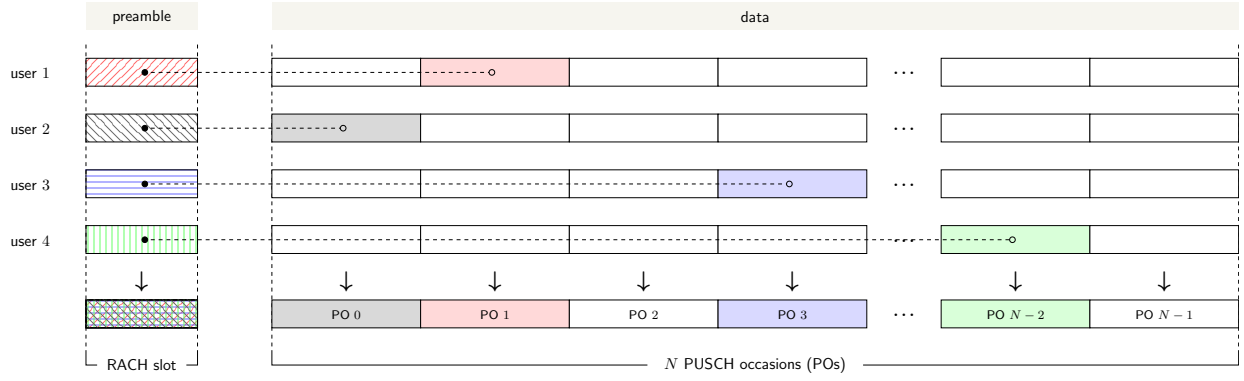 preamble data
user 1 ...
user 2 ...
user 3 ...
user 4 ...
PO 0 PO 1 PO 2 PO 3 ... PO N−2 PO N−1
RACH slot N PUSCH occasions (POs)